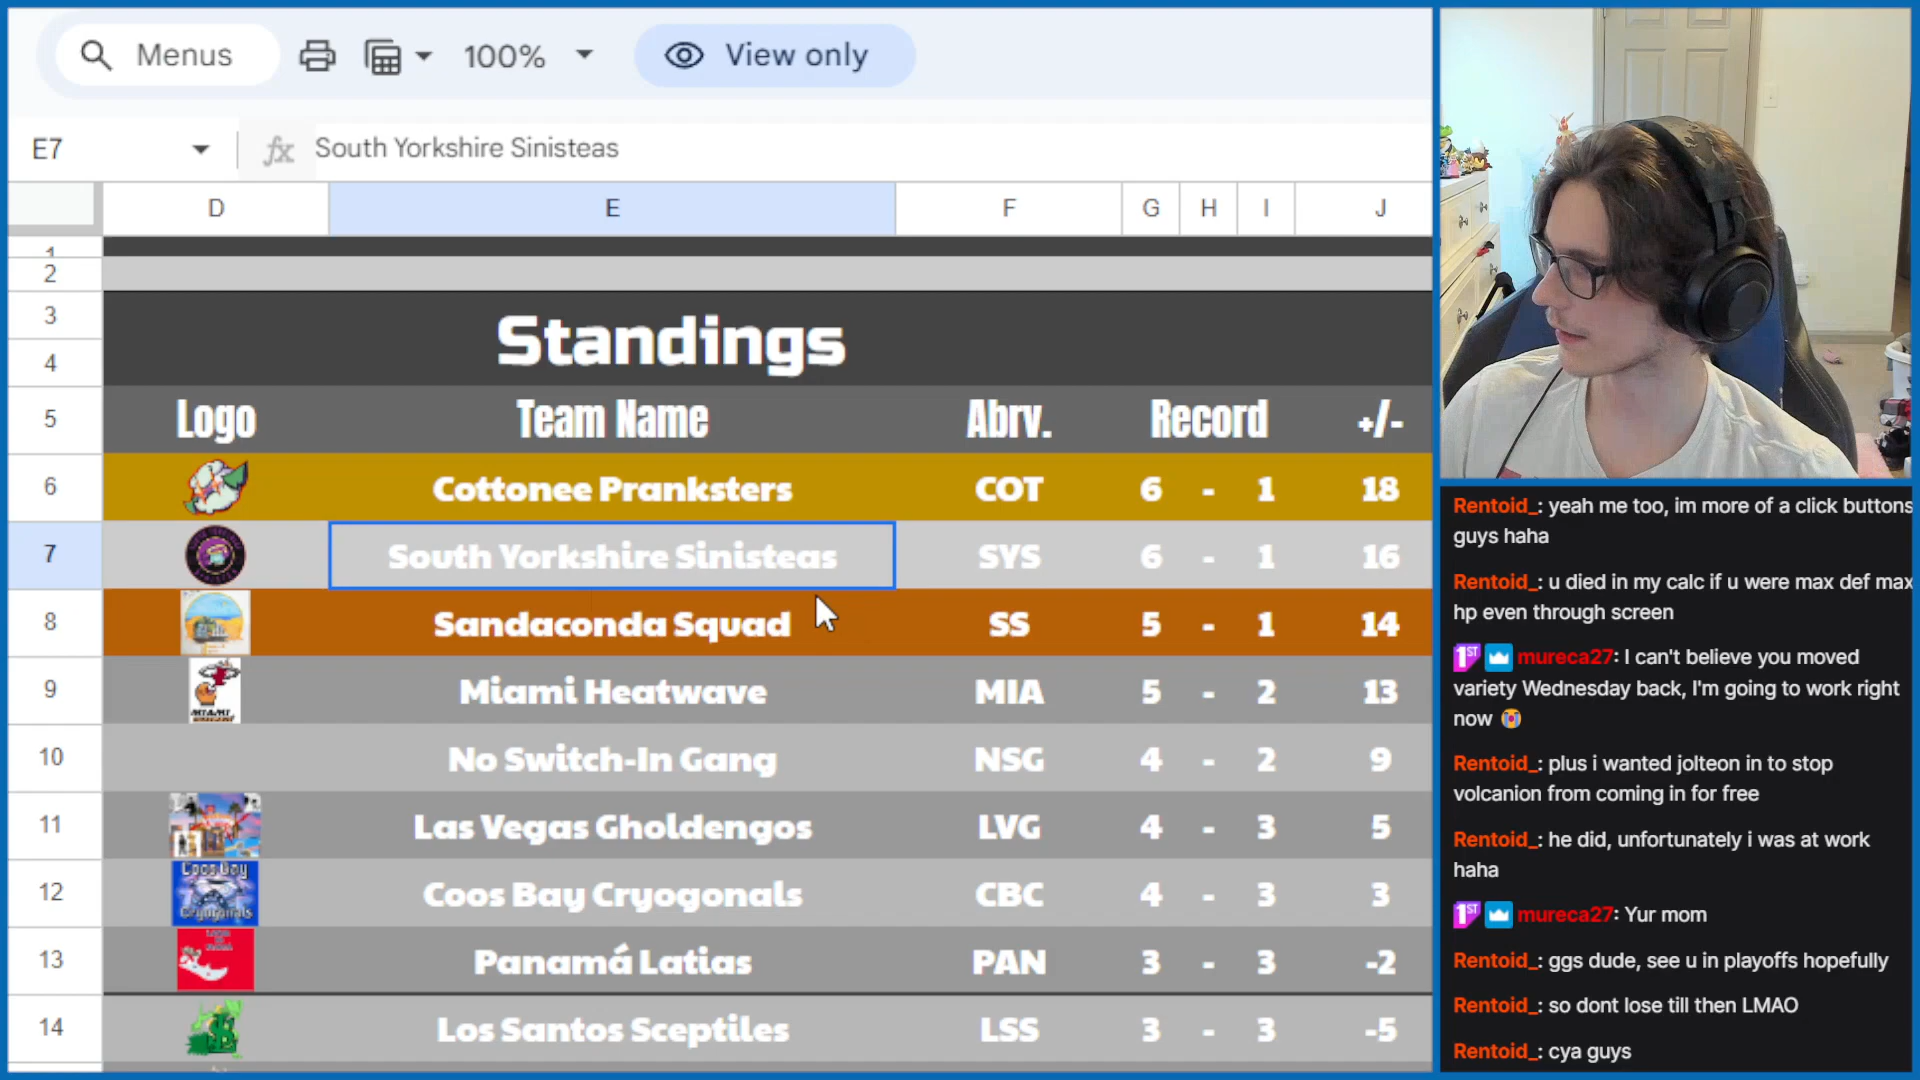 Menus
100%
View only
E7
fx
South Yorkshire Sinisteas
D E F G H I J
1
2
3
4
Standings
5 Logo Team Name Abrv. Record +/-
6 Cottonee Pranksters COT 6 - 1 18
7 South Yorkshire Sinisteas SYS 6 - 1 16
8 Sandaconda Squad SS 5 - 1 14
9 Miami Heatwave MIA 5 - 2 13
10 No Switch-In Gang NSG 4 - 2 9
11 Las Vegas Gholdengos LVG 4 - 3 5
12 Coos Bay Cryogonals CBC 4 - 3 3
Coos Bay
Cryogonals
13 Panamá Latias PAN 3 - 3 -2
14 Los Santos Sceptiles LSS 3 - 3 -5
Rentoid_: yeah me too, im more of a click buttons
guys haha
Rentoid_: u died in my calc if u were max def max
hp even through screen
1ST mureca27: I can't believe you moved
variety Wednesday back, I'm going to work right
now 😭
Rentoid_: plus i wanted jolteon in to stop
volcanion from coming in for free
Rentoid_: he did, unfortunately i was at work
haha
1ST mureca27: Yur mom
Rentoid_: ggs dude, see u in playoffs hopefully
Rentoid_: so dont lose till then LMAO
Rentoid_: cya guys